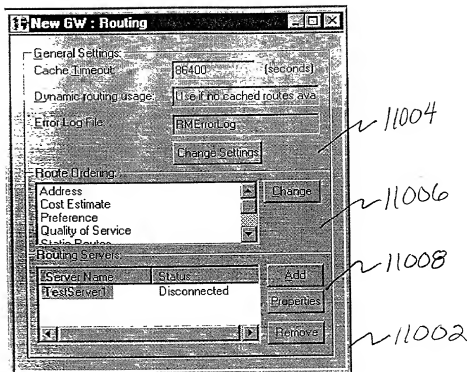 New GW : Routing
General Settings:
Cache Timeout: 86400 (seconds)
Dynamic routing usage: Use if no cached routes ava
Error Log File: RMErrorLog
11004
Change Settings
Route Ordering:
Address
Change
Cost Estimate
Preference
11006
Quality of Service
Static Routes
Routing Servers:
11008
Server Name Status Add
TestServer1 Disconnected
Properties
Remove
11002